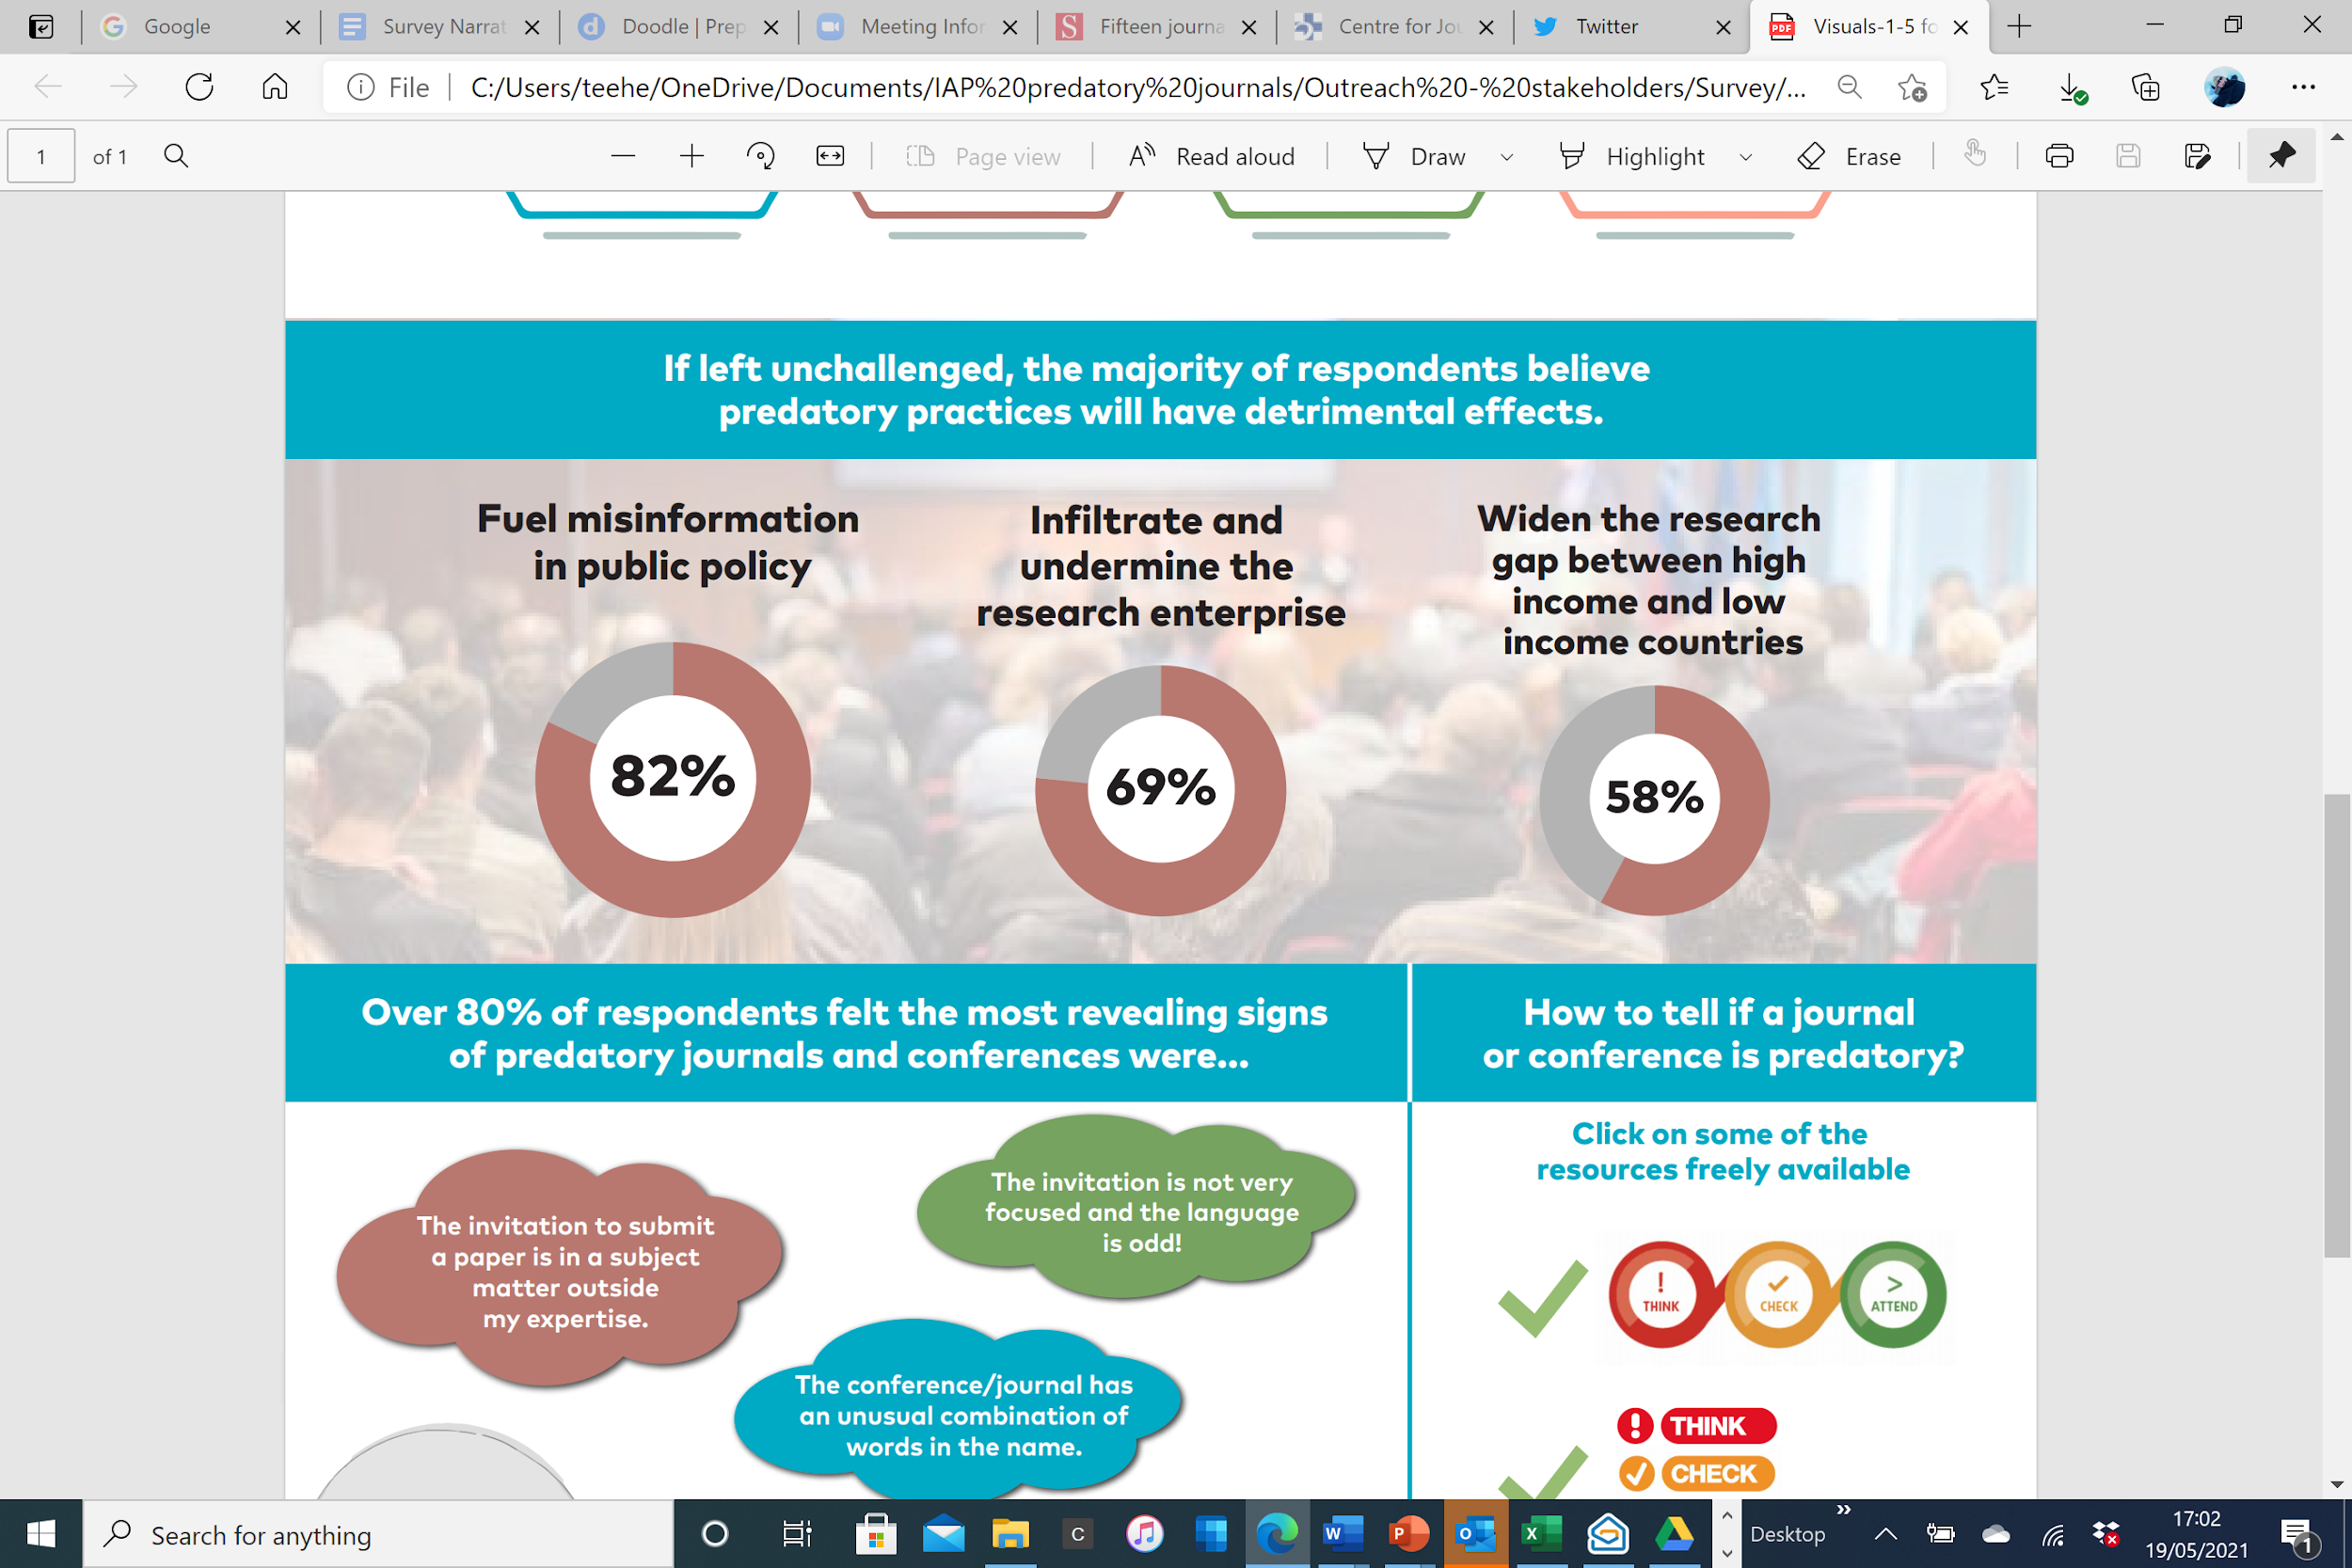 Google
Survey Narrat
Doodle | Prep
Meeting Infor
Fifteen journa
Centre for Jou
Twitter
PDF
Visuals-1-5 fo
File
C:/Users/teehe/OneDrive/Documents/IAP%20predatory%20journals/Outreach%20-%20stakeholders/Survey/...
1
of 1
Page view
Read aloud
Draw
Highlight
Erase
If left unchallenged, the majority of respondents believe
predatory practices will have detrimental effects.
Fuel misinformation
in public policy
82%
Infiltrate and
undermine the
research enterprise
69%
Widen the research
gap between high
income and low
income countries
58%
Over 80% of respondents felt the most revealing signs
of predatory journals and conferences were...
The invitation to submit
a paper is in a subject
matter outside
my expertise.
The invitation is not very
focused and the language
is odd!
The conference/journal has
an unusual combination of
words in the name.
How to tell if a journal
or conference is predatory?
Click on some of the
resources freely available
! THINK
CHECK
> ATTEND
! THINK
CHECK
Search for anything
Desktop
17:02
19/05/2021
1